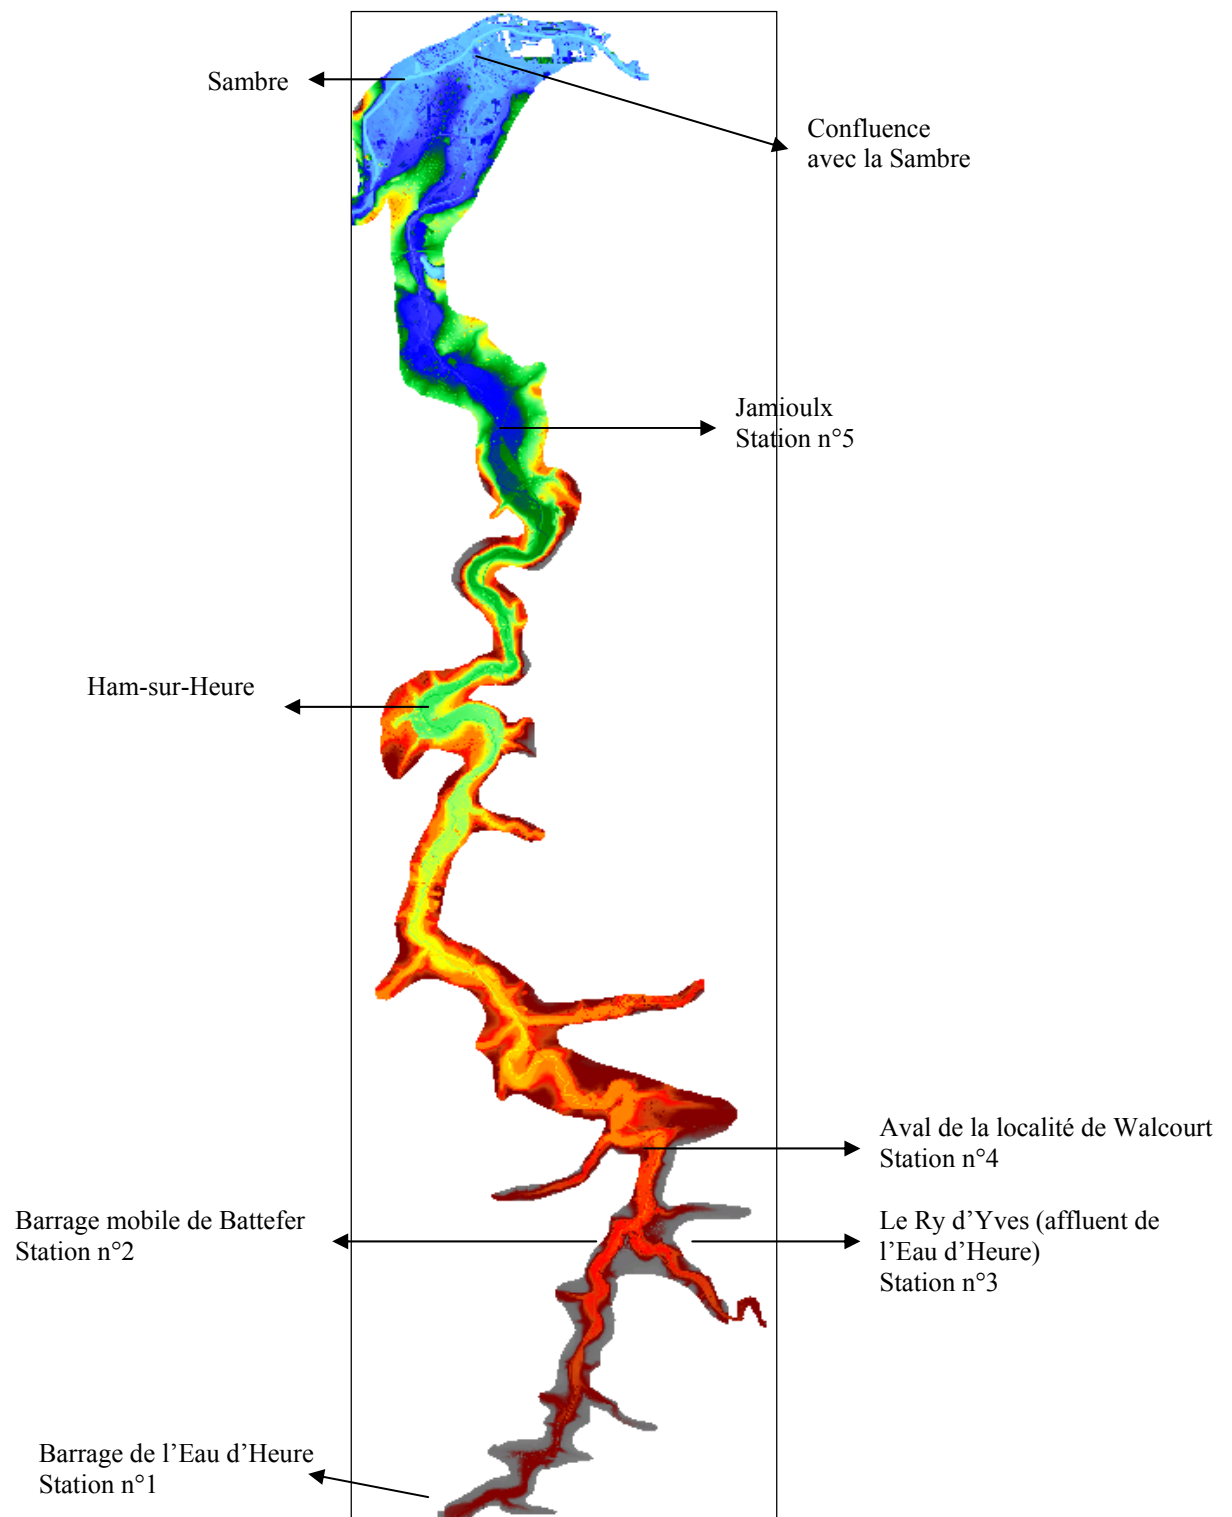 Sambre
Confluence
avec la Sambre
Jamioulx
Station n°5
Ham-sur-Heure
Aval de la localité de Walcourt
Station n°4
Barrage mobile de Battefer
Station n°2
Le Ry d’Yves (affluent de
l’Eau d’Heure)
Station n°3
Barrage de l’Eau d’Heure
Station n°1